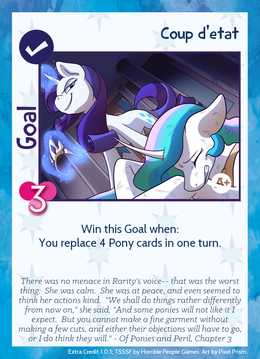 Coup d'etat
Goal
3
Win this Goal when:
You replace 4 Pony cards in one turn.
There was no menace in Rarity's voice-- that was the worst
thing. She was calm. She was at peace, and even seemed to
think her actions kind. "We shall do things rather differently
from now on," she said, "And some ponies will not like it I
expect. But you cannot make a fine garment without
making a few cuts, and either their objections will have to go,
or I do think they will." - Of Ponies and Peril, Chapter 3
Extra Credit 1.0.1; TSSSF by Horrible People Games. Art by Pixel Prism.